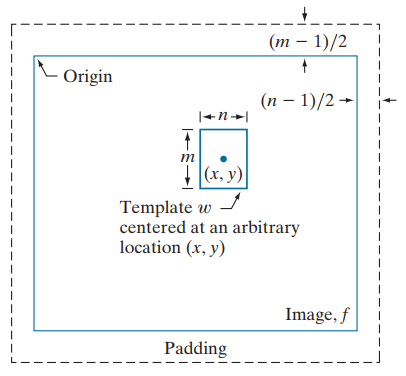 (m − 1)/2
Origin
(n − 1)/2
n
m
(x, y)
Template w
centered at an arbitrary
location (x, y)
Image, f
Padding